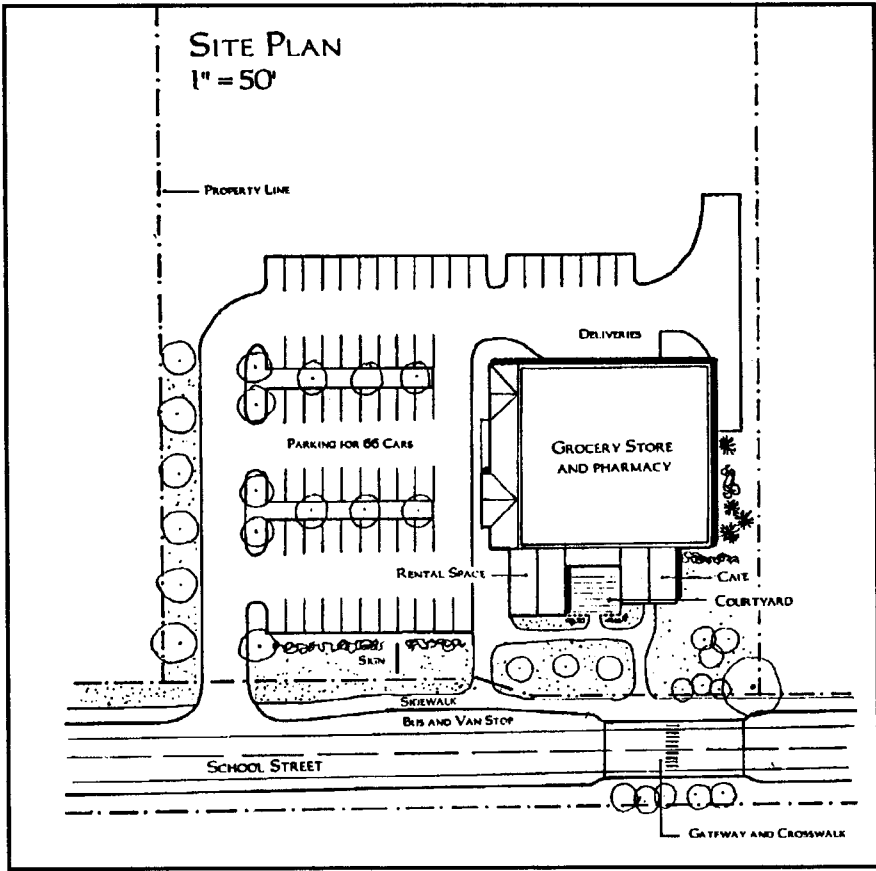 SITE PLAN
1" = 50'
PROPERTY LINE
DELIVERIES
PARKING FOR 66 CARS
GROCERY STORE
AND PHARMACY
RENTAL SPACE
CAFE
COURTYARD
SIGN
SIDEWALK
BUS AND VAN STOP
SCHOOL STREET
GATEWAY AND CROSSWALK